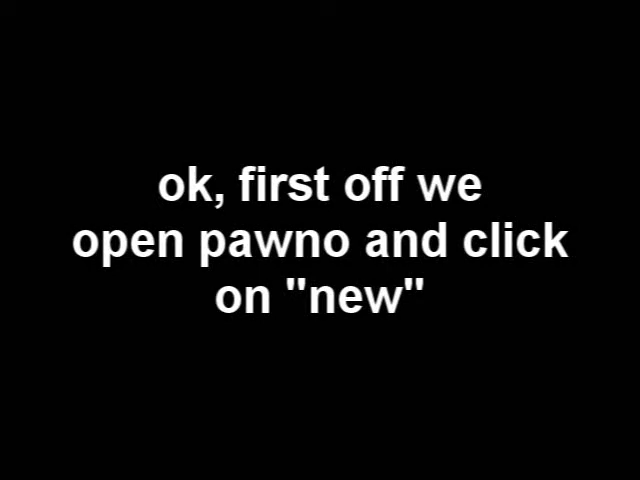 ok, first off we
open pawno and click
on "new"